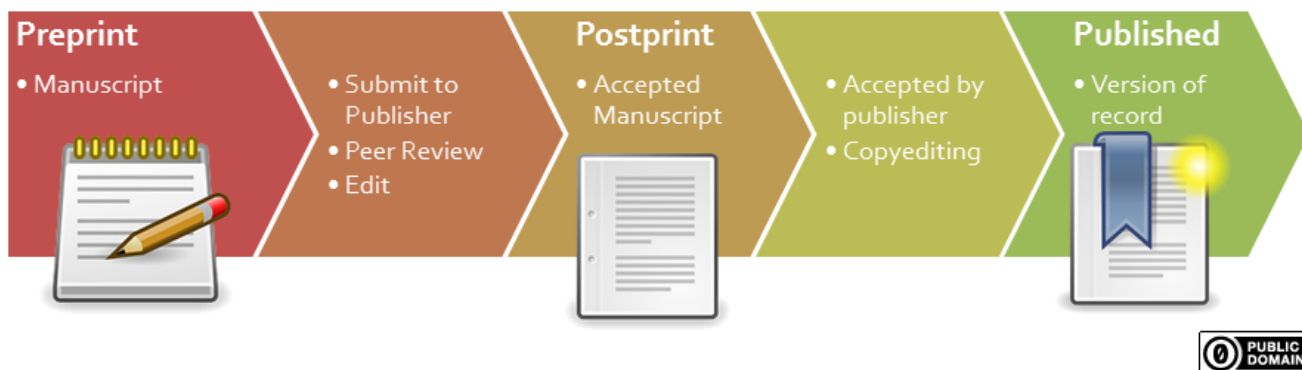 Preprint
• Manuscript
• Submit to
Publisher
• Peer Review
• Edit
Postprint
• Accepted
Manuscript
• Accepted by
publisher
• Copyediting
Published
• Version of
record
PUBLIC
DOMAIN